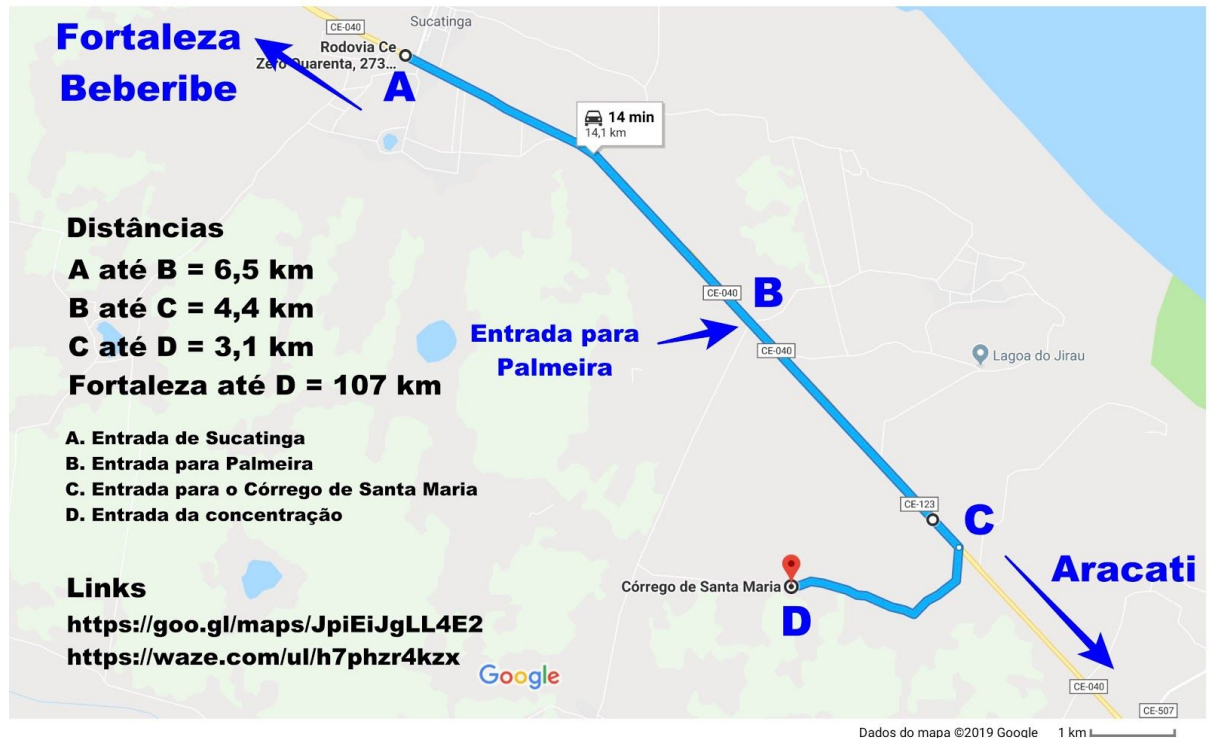 Fortaleza
Beberibe
CE-040
Sucatinga
Rodovia Ce
Zero Quarenta, 273...
A
14 min
14,1 km
Distâncias
A até B = 6,5 km
B até C = 4,4 km
C até D = 3,1 km
Fortaleza até D = 107 km
CE-040
B
Entrada para
Palmeira
CE-040
Lagoa do Jirau
A. Entrada de Sucatinga
B. Entrada para Palmeira
C. Entrada para o Córrego de Santa Maria
D. Entrada da concentração
CE-123
C
Aracati
Córrego de Santa Maria
D
Links
https://goo.gl/maps/JpiEiJgLL4E2
https://waze.com/ul/h7phzr4kzx
Google
CE-040
CE-507
Dados do mapa ©2019 Google 1 km